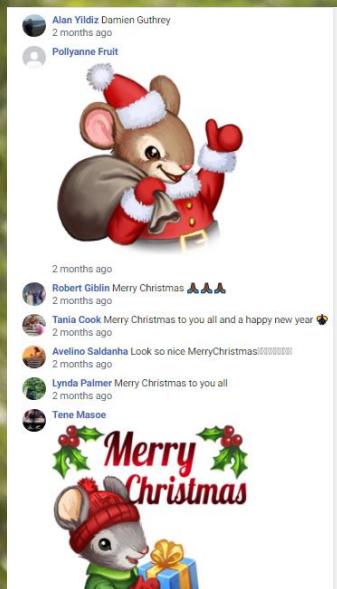 Alan Yildiz Damien Guthrey
2 months ago
Pollyanne Fruit
2 months ago
Robert Giblin Merry Christmas 🙏🏾🙏🏾🙏🏾
2 months ago
Tania Cook Merry Christmas to you all and a happy new year
2 months ago
Avelino Saldanha Look so nice MerryChristmas
2 months ago
Lynda Palmer Merry Christmas to you all
2 months ago
Tene Masoe
Merry
Christmas